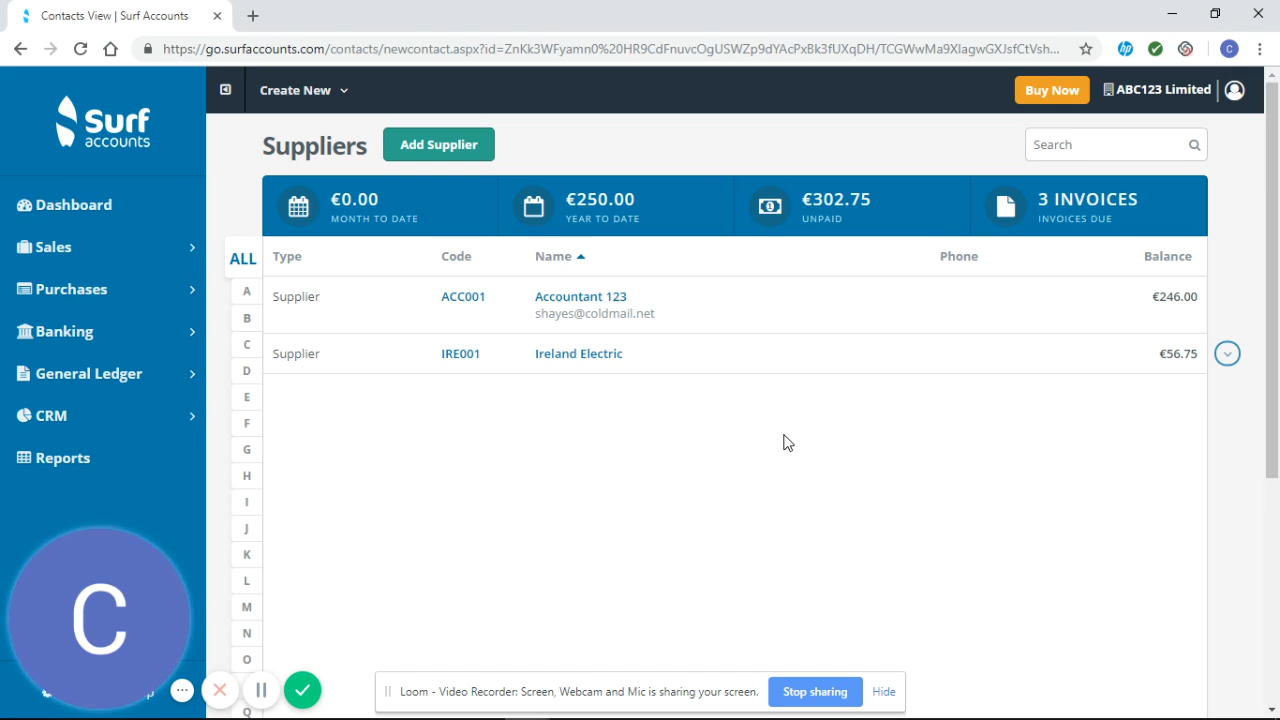 Contacts View | Surf Accounts
https://go.surfaccounts.com/contacts/newcontact.aspx?id=ZnKk3WFyamn0%20HR9CdFnuvcOgUSWZp9dYAcPxBk3fUXqDH/TCGWwMa9XlagwGXJsfCtVsh...
C
Surf
accounts
Create New
Buy Now
ABC123 Limited
Dashboard
Sales
Purchases
Banking
General Ledger
CRM
Reports
C
Suppliers
Add Supplier
Search
€0.00
MONTH TO DATE
€250.00
YEAR TO DATE
€302.75
UNPAID
3 INVOICES
INVOICES DUE
ALL
A
B
C
D
E
F
G
H
I
J
K
L
M
N
O
Q
Type Code Name Phone Balance
Supplier ACC001 Accountant 123 €246.00
shayes@coldmail.net
Supplier IRE001 Ireland Electric €56.75
Loom - Video Recorder: Screen, Webcam and Mic is sharing your screen.
Stop sharing
Hide